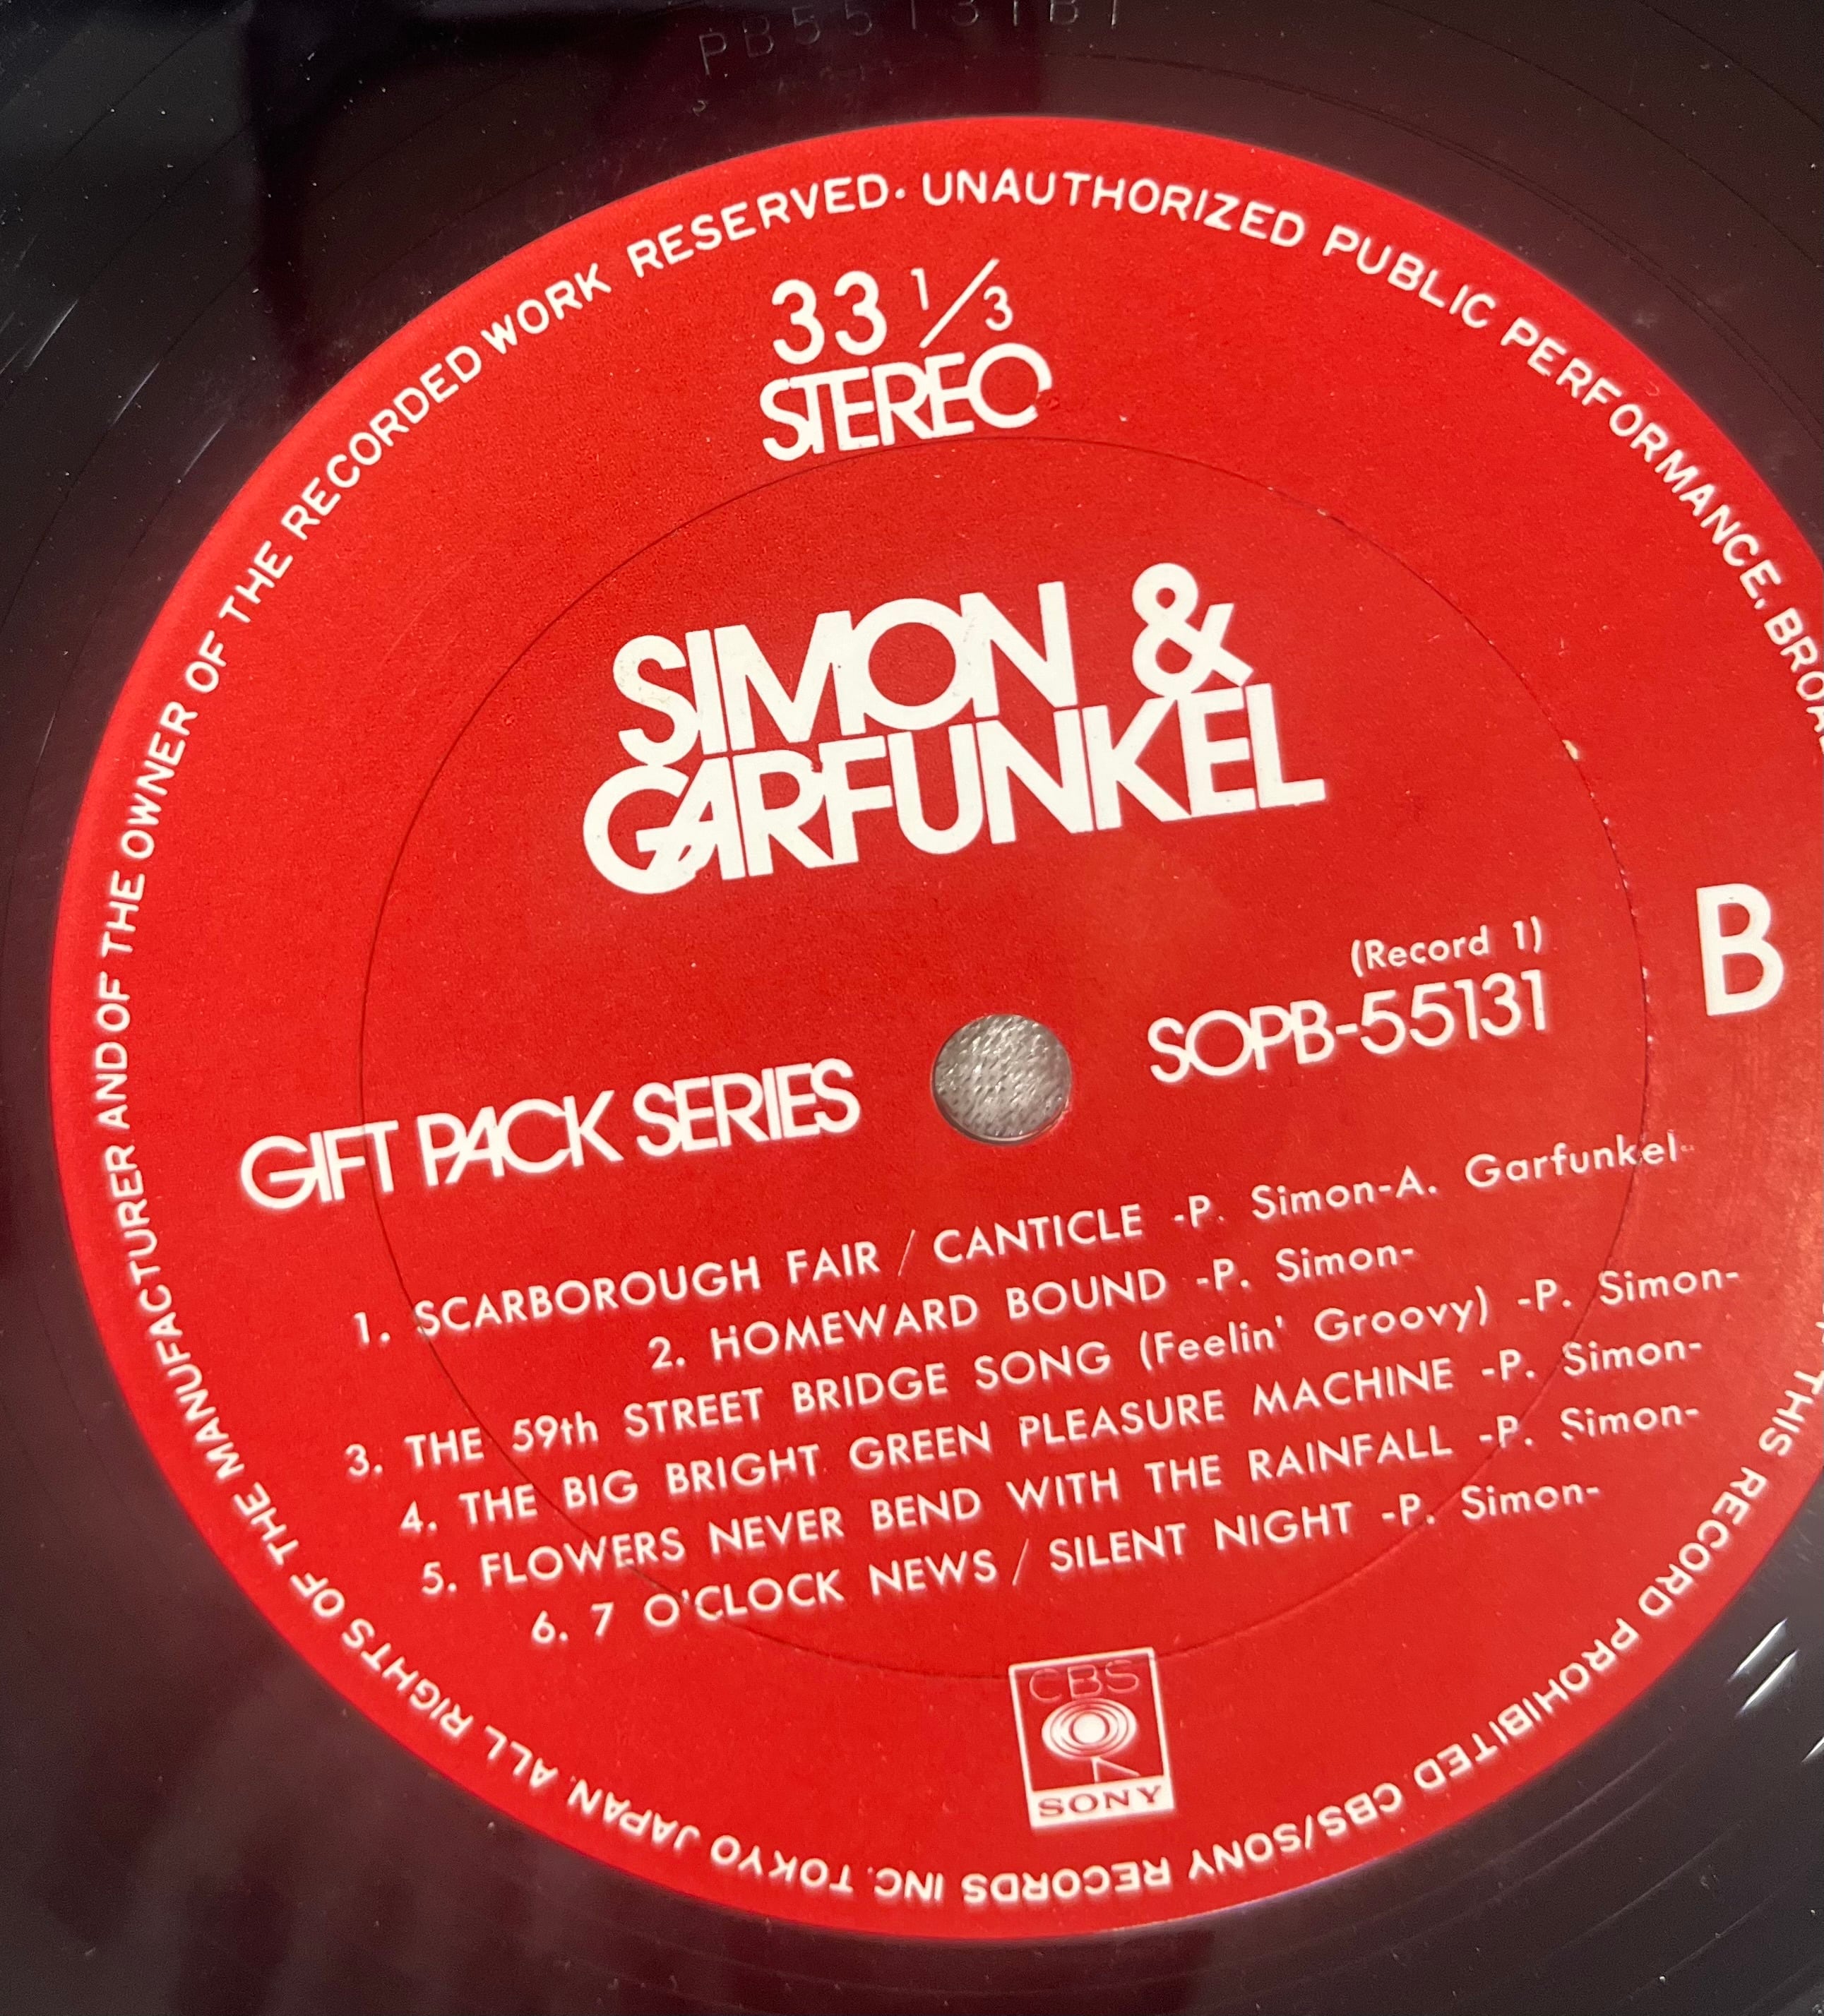 PB55131B1
33 1/3
STEREO
SIMON &
GARFUNKEL
B
(Record 1)
GIFT PACK SERIES
SOPB-55131
1. SCARBOROUGH FAIR / CANTICLE -P. Simon-A. Garfunkel-
2. HOMEWARD BOUND -P. Simon-
3. THE 59th STREET BRIDGE SONG (Feelin' Groovy) -P. Simon-
4. THE BIG BRIGHT GREEN PLEASURE MACHINE -P. Simon-
5. FLOWERS NEVER BEND WITH THE RAINFALL -P. Simon-
6. 7 O'CLOCK NEWS / SILENT NIGHT -P. Simon-
CBS
SONY
CBS/SONY RECORDS INC. TOKYO JAPAN. ALL RIGHTS OF THE MANUFACTURER AND OF THE OWNER OF THE RECORDED WORK RESERVED. UNAUTHORIZED PUBLIC PERFORMANCE, THIS RECORD PROHIBITED